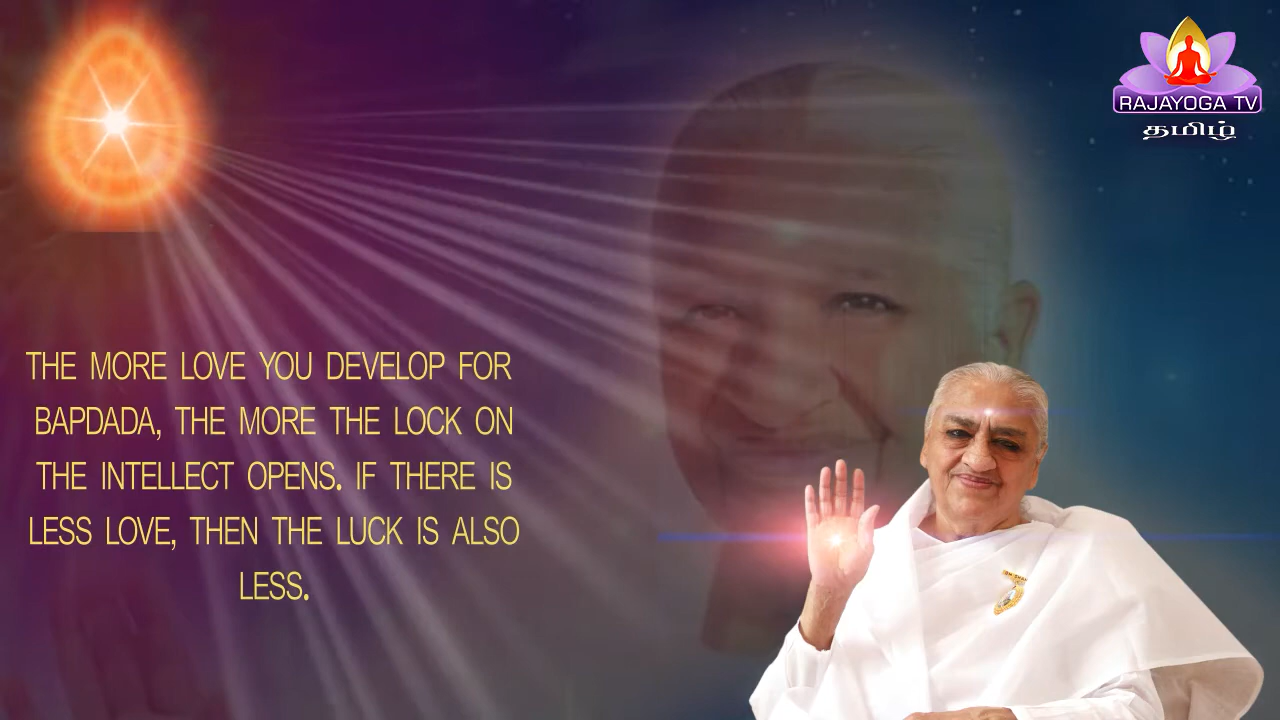 RAJAYOGA TV
தமிழ்
THE MORE LOVE YOU DEVELOP FOR
BAPDADA, THE MORE THE LOCK ON
THE INTELLECT OPENS. IF THERE IS
LESS LOVE, THEN THE LUCK IS ALSO
LESS.